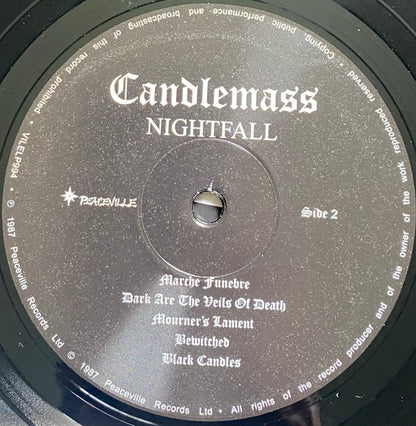 Candlemass
NIGHTFALL
PEACEVILLE
Side 2
Marche Funebre
Dark Are The Veils Of Death
Mourner's Lament
Bewitched
Black Candles
VILELP994 • ℗ 1987 Peaceville Records Ltd © 1987 Peaceville Records Ltd • All rights of the record producer and of the owner of the work reproduced reserved • Copying, public performance and broadcasting of this record prohibited